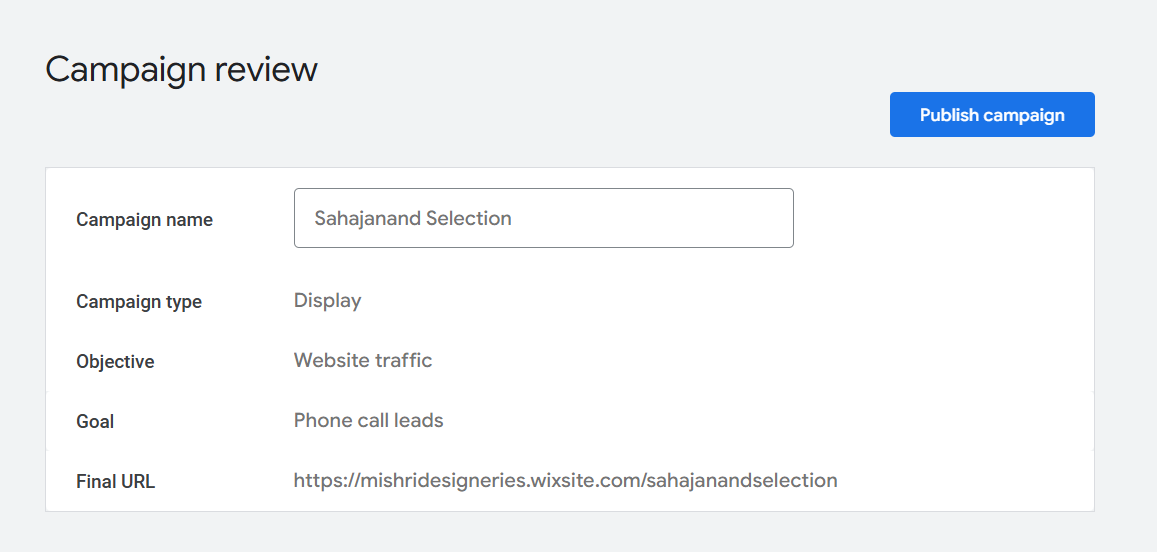 Campaign review
Publish campaign
Campaign name Sahajanand Selection
Campaign type Display
Objective Website traffic
Goal Phone call leads
Final URL https://mishridesigneries.wixsite.com/sahajanandselection